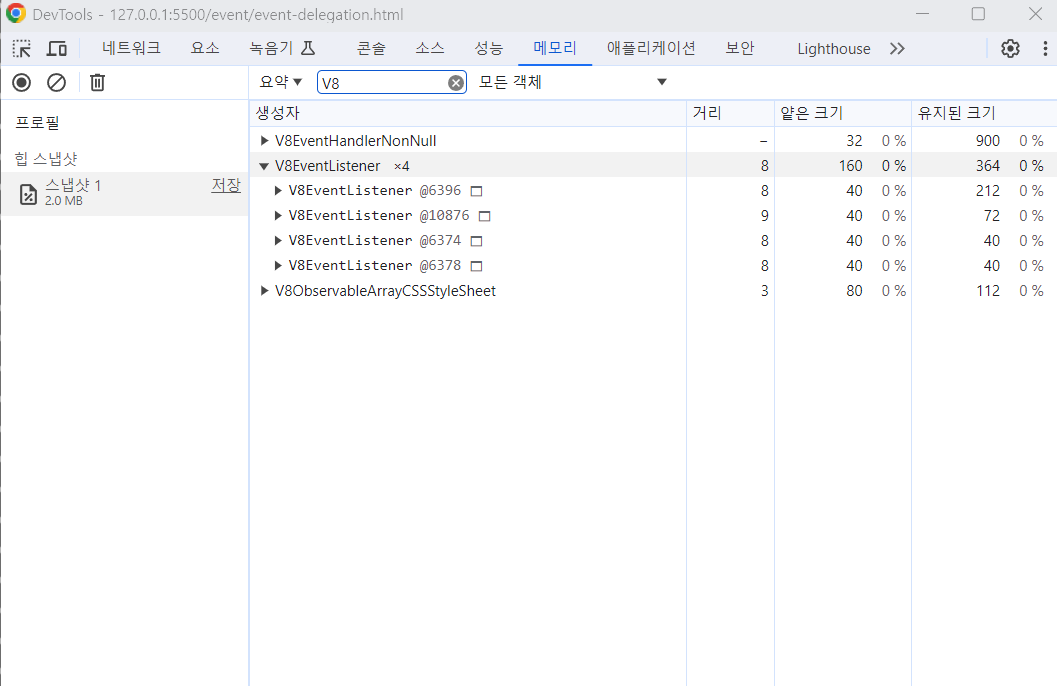 DevTools - 127.0.0.1:5500/event/event-delegation.html
네트워크 요소 녹음기 콘솔 소스 성능 메모리 애플리케이션 보안 Lighthouse
요약 V8 모든 객체
프로필
힙 스냅샷
스냅샷 1 저장
2.0 MB
생성자 거리 얕은 크기 유지된 크기
V8EventHandlerNonNull – 32 0 % 900 0 %
V8EventListener ×4 8 160 0 % 364 0 %
V8EventListener @6396 8 40 0 % 212 0 %
V8EventListener @10876 9 40 0 % 72 0 %
V8EventListener @6374 8 40 0 % 40 0 %
V8EventListener @6378 8 40 0 % 40 0 %
V8ObservableArrayCSSStyleSheet 3 80 0 % 112 0 %